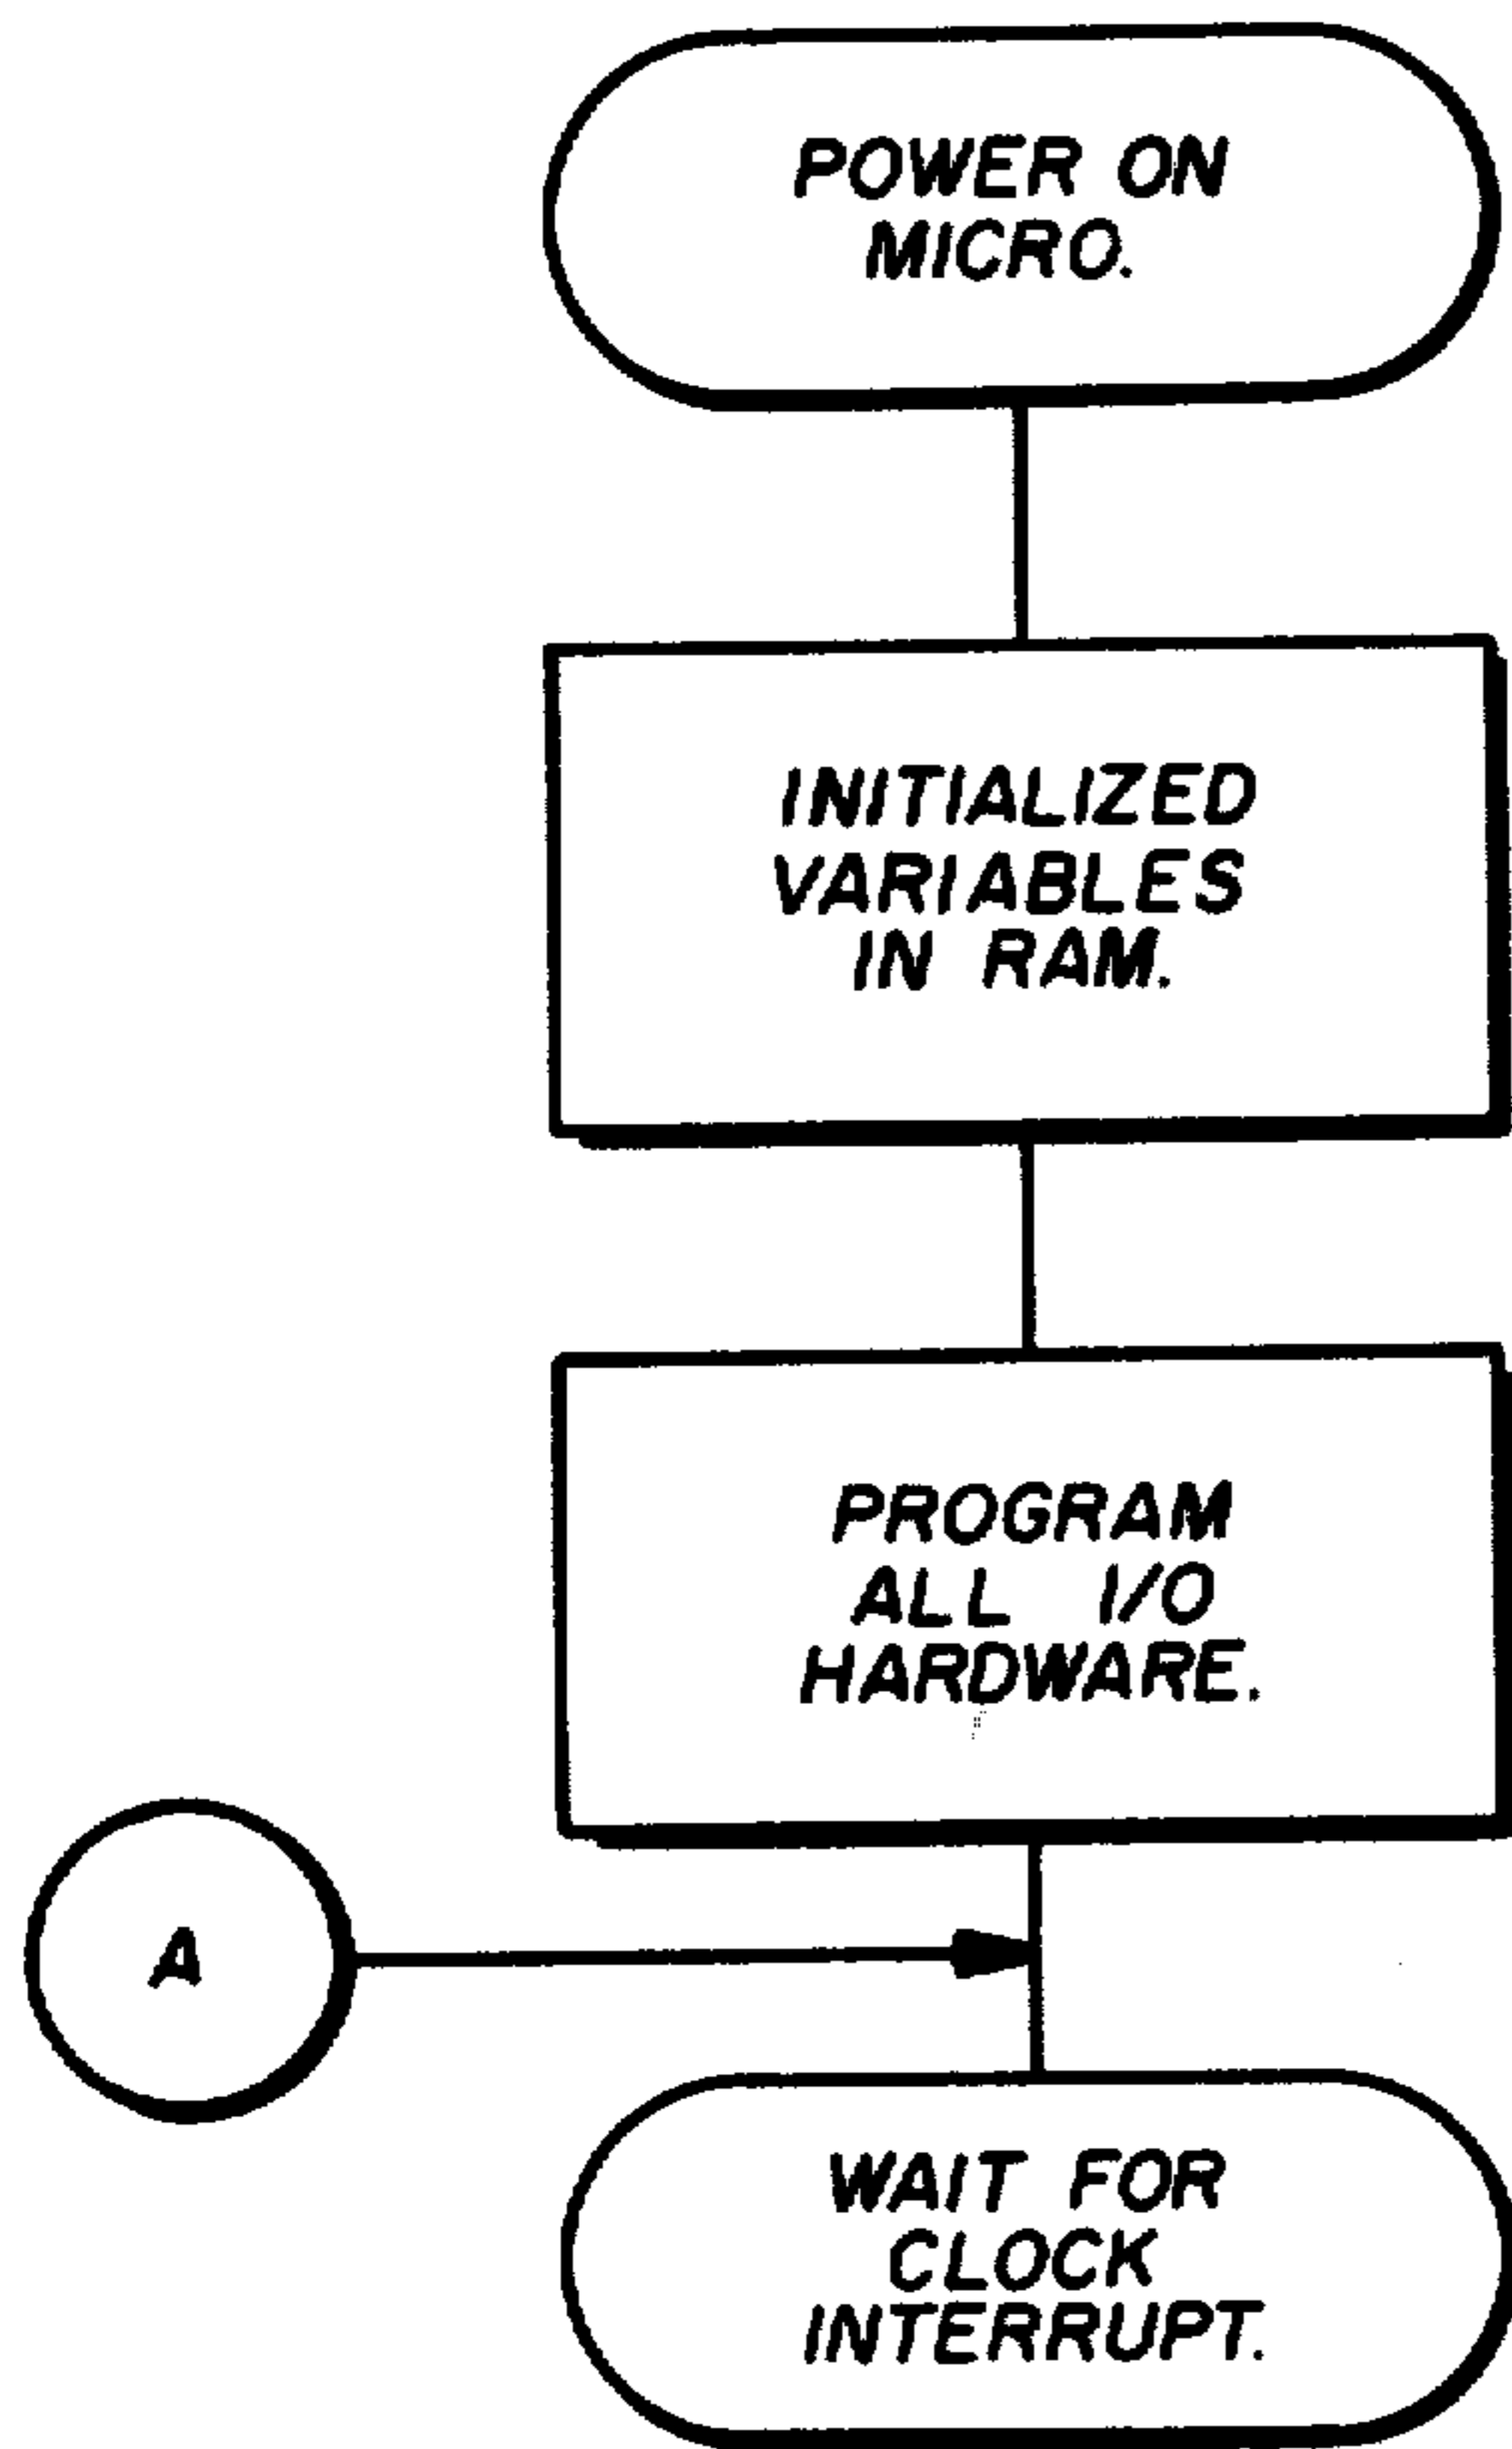 POWER ON
MICRO.
INITIALIZED
VARIABLES
IN RAM.
PROGRAM
ALL I/O
HARDWARE.
A
WAIT FOR
CLOCK
INTERRUPT.